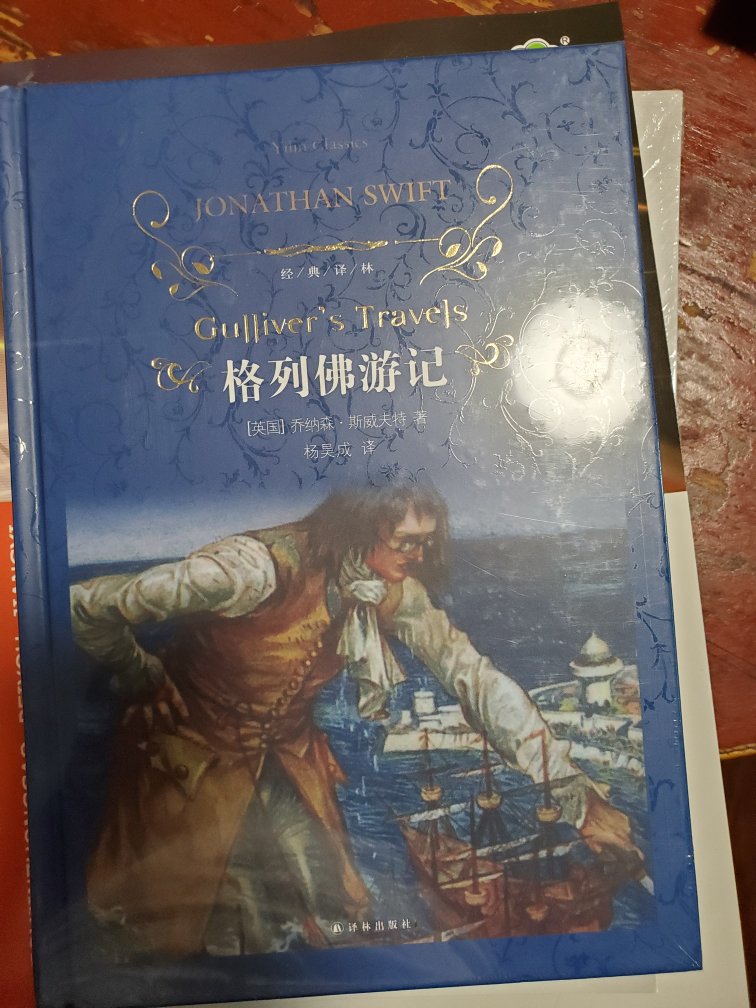 ®
Yilin Classics
JONATHAN SWIFT
经/典/译/林
Gulliver's Travels
格列佛游记
[英国] 乔纳森·斯威夫特 著
杨昊成 译
译林出版社